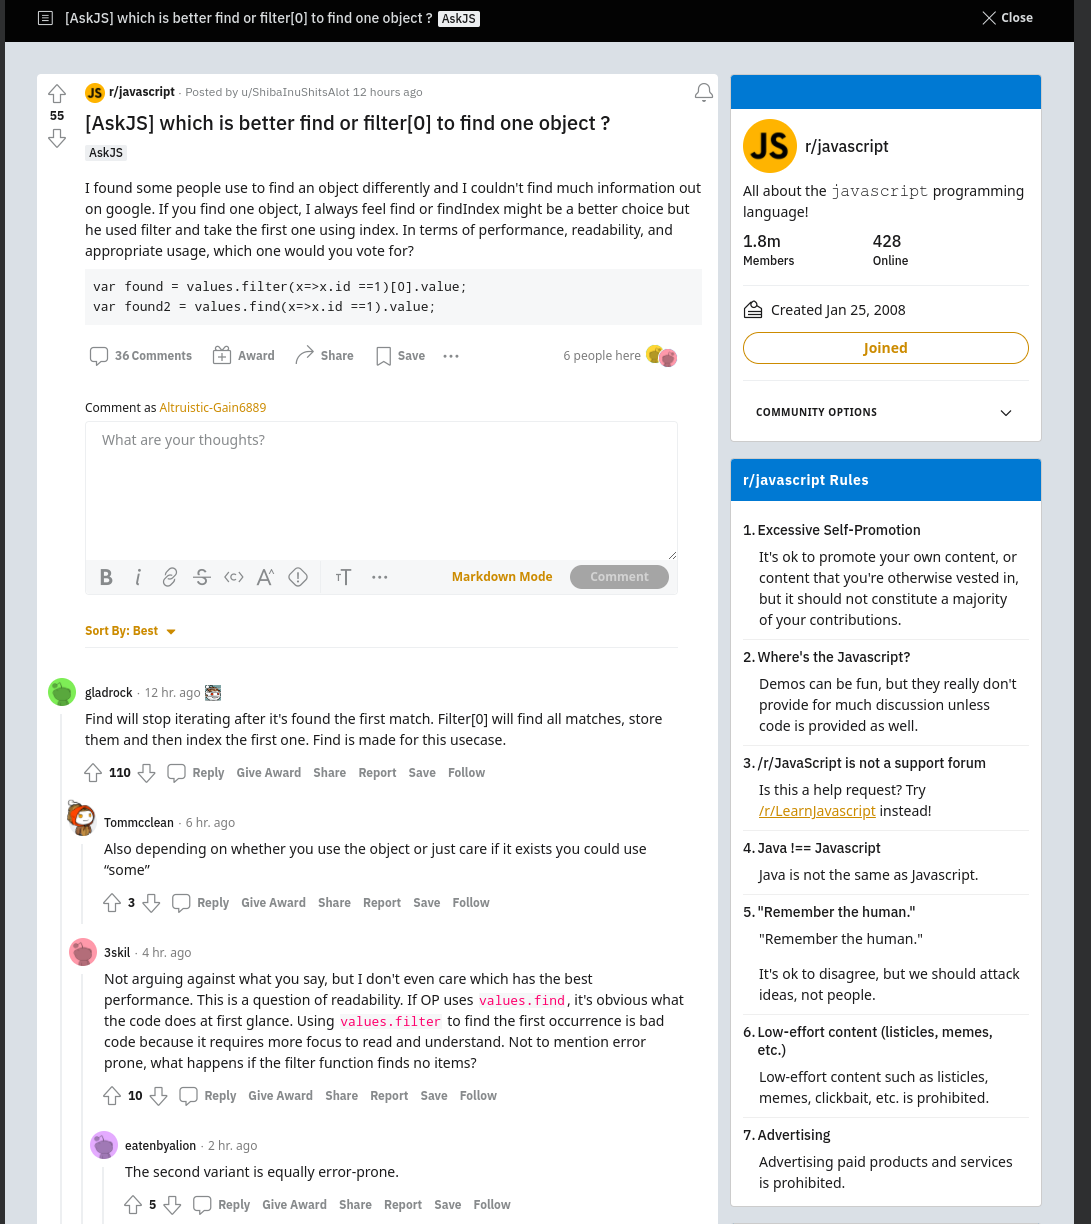 [AskJS] which is better find or filter[0] to find one object ? AskJS
Close
55
JS r/javascript · Posted by u/ShibaInuShitsAlot 12 hours ago
[AskJS] which is better find or filter[0] to find one object ?
AskJS
I found some people use to find an object differently and I couldn't find much information out
on google. If you find one object, I always feel find or findIndex might be a better choice but
he used filter and take the first one using index. In terms of performance, readability, and
appropriate usage, which one would you vote for?
var found = values.filter(x=>x.id ==1)[0].value;
var found2 = values.find(x=>x.id ==1).value;
36 Comments Award Share Save ··· 6 people here
Comment as Altruistic-Gain6889
What are your thoughts?
B i S <c> A^ TT ··· Markdown Mode Comment
Sort By: Best
gladrock · 12 hr. ago
Find will stop iterating after it's found the first match. Filter[0] will find all matches, store
them and then index the first one. Find is made for this usecase.
110 Reply Give Award Share Report Save Follow
Tommcclean · 6 hr. ago
Also depending on whether you use the object or just care if it exists you could use
“some”
3 Reply Give Award Share Report Save Follow
3skil · 4 hr. ago
Not arguing against what you say, but I don't even care which has the best
performance. This is a question of readability. If OP uses values.find, it's obvious what
the code does at first glance. Using values.filter to find the first occurrence is bad
code because it requires more focus to read and understand. Not to mention error
prone, what happens if the filter function finds no items?
10 Reply Give Award Share Report Save Follow
eatenbyalion · 2 hr. ago
The second variant is equally error-prone.
5 Reply Give Award Share Report Save Follow
JS r/javascript
All about the javascript programming
language!
1.8m 428
Members Online
Created Jan 25, 2008
Joined
COMMUNITY OPTIONS
r/javascript Rules
1. Excessive Self-Promotion
It's ok to promote your own content, or
content that you're otherwise vested in,
but it should not constitute a majority
of your contributions.
2. Where's the Javascript?
Demos can be fun, but they really don't
provide for much discussion unless
code is provided as well.
3. /r/JavaScript is not a support forum
Is this a help request? Try
/r/LearnJavascript instead!
4. Java !== Javascript
Java is not the same as Javascript.
5. "Remember the human."
"Remember the human."
It's ok to disagree, but we should attack
ideas, not people.
6. Low-effort content (listicles, memes,
etc.)
Low-effort content such as listicles,
memes, clickbait, etc. is prohibited.
7. Advertising
Advertising paid products and services
is prohibited.